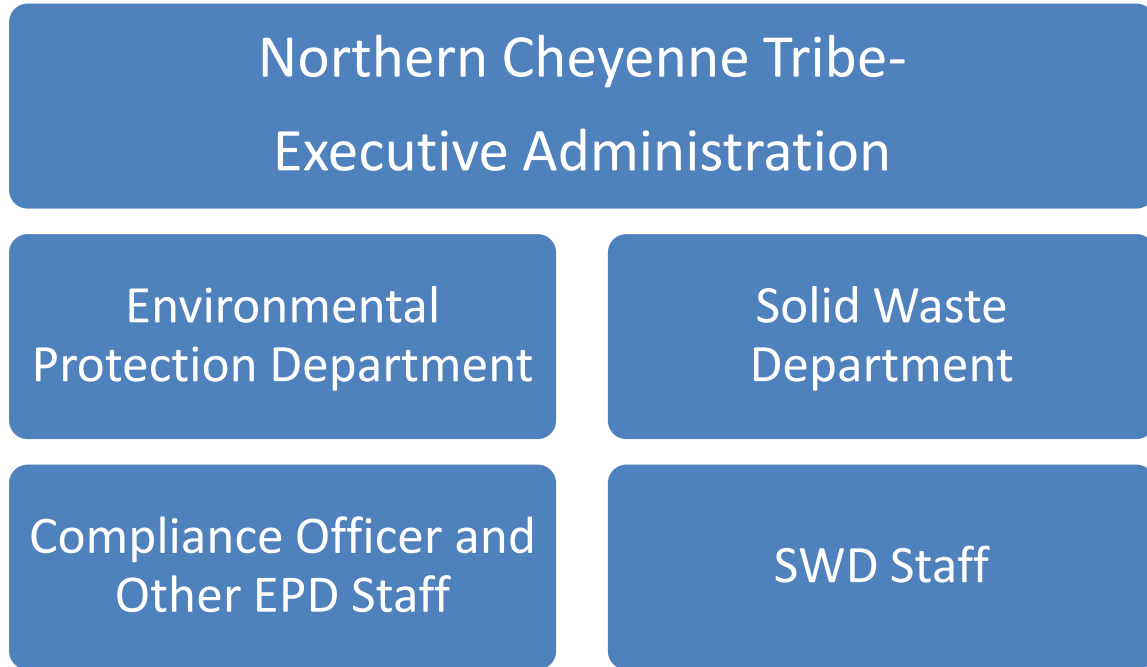 Northern Cheyenne Tribe-
Executive Administration
Environmental
Protection Department
Solid Waste
Department
Compliance Officer and
Other EPD Staff
SWD Staff